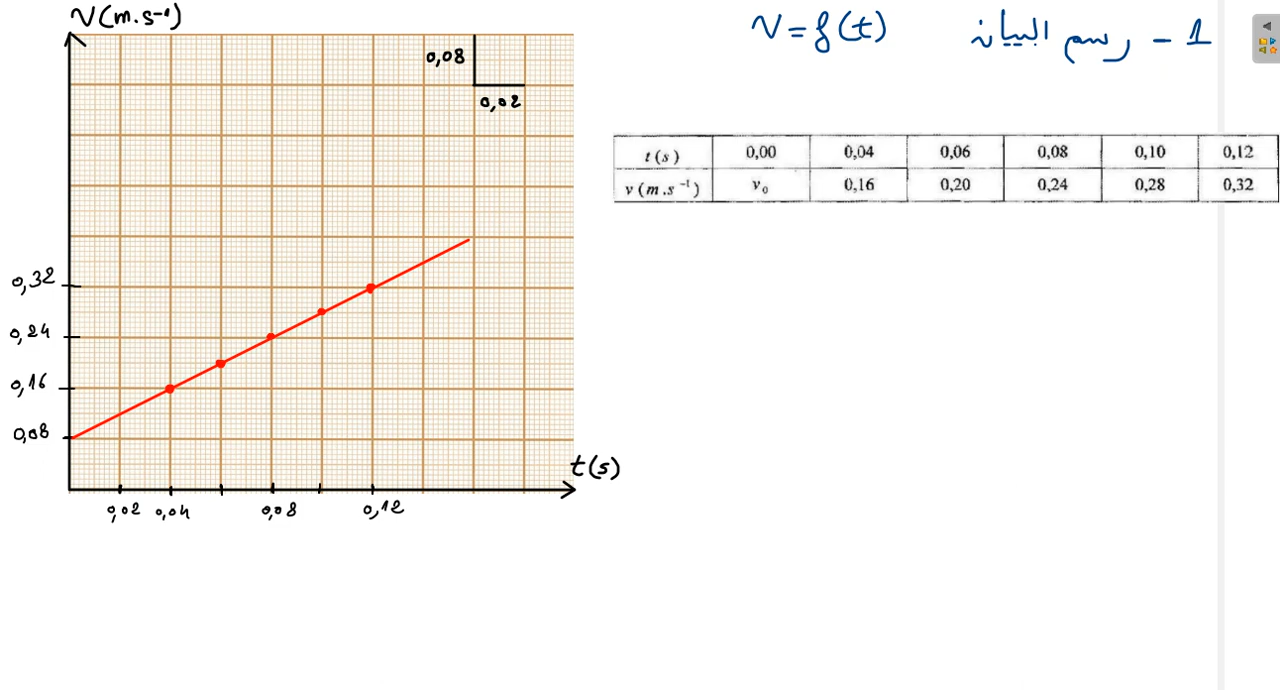 1 - رسم البيان V = f(t)
t (s) 0,00 0,04 0,06 0,08 0,10 0,12
v (m.s⁻¹) v₀ 0,16 0,20 0,24 0,28 0,32
V(m.s⁻¹)
0,08
0,02
0,32
0,24
0,16
0,08
t(s)
0,02 0,04 0,08 0,12